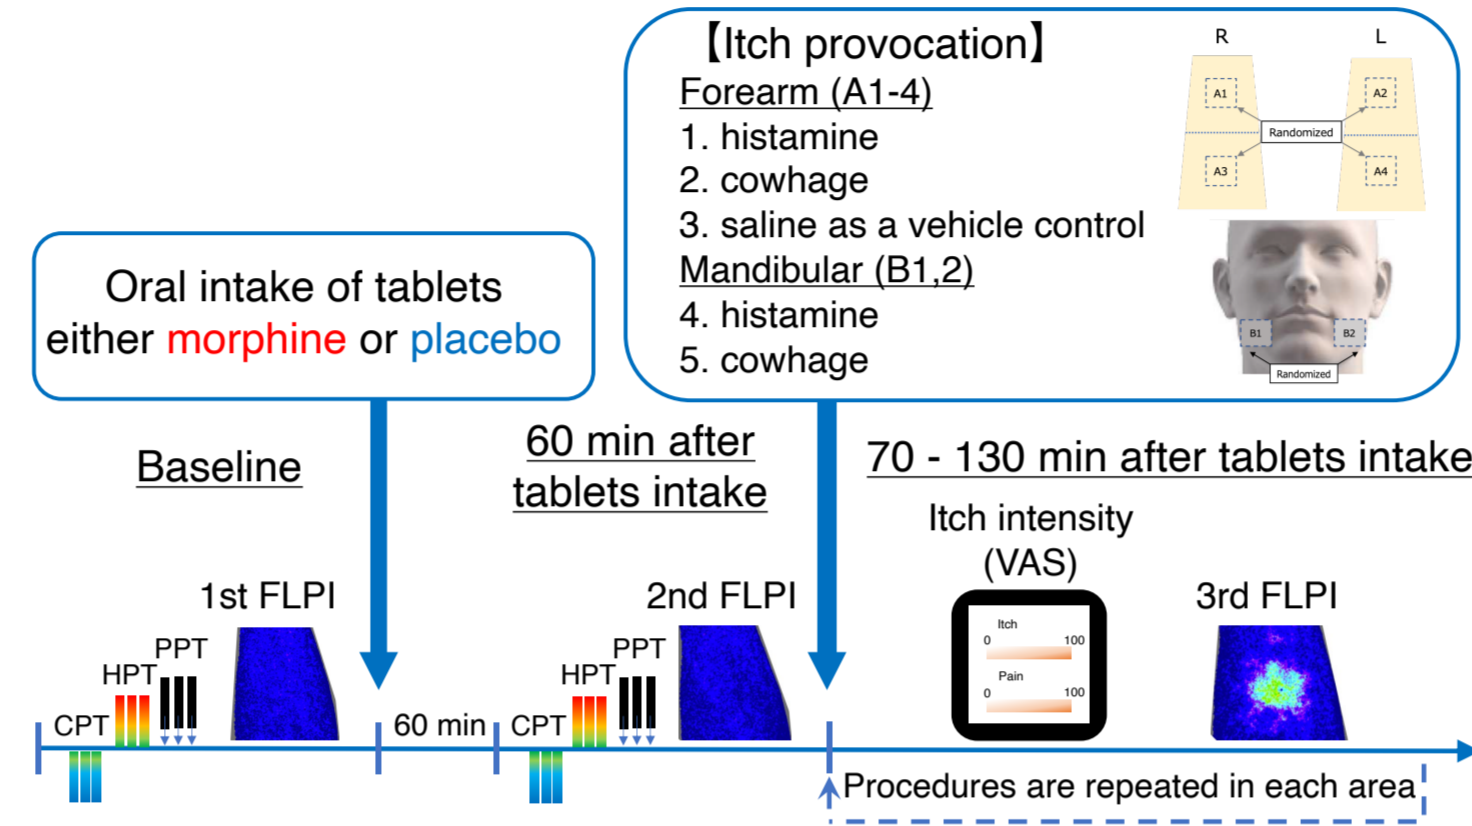 【Itch provocation】
Forearm (A1-4)
1. histamine
2. cowhage
3. saline as a vehicle control
Mandibular (B1,2)
4. histamine
5. cowhage
R
L
A1
A2
Randomized
A3
A4
B1
B2
Randomized
Oral intake of tablets
either morphine or placebo
Baseline
60 min after
tablets intake
70 - 130 min after tablets intake
1st FLPI
PPT
HPT
CPT
60 min
2nd FLPI
PPT
HPT
CPT
Itch intensity
(VAS)
Itch
0
100
Pain
0
100
3rd FLPI
Procedures are repeated in each area